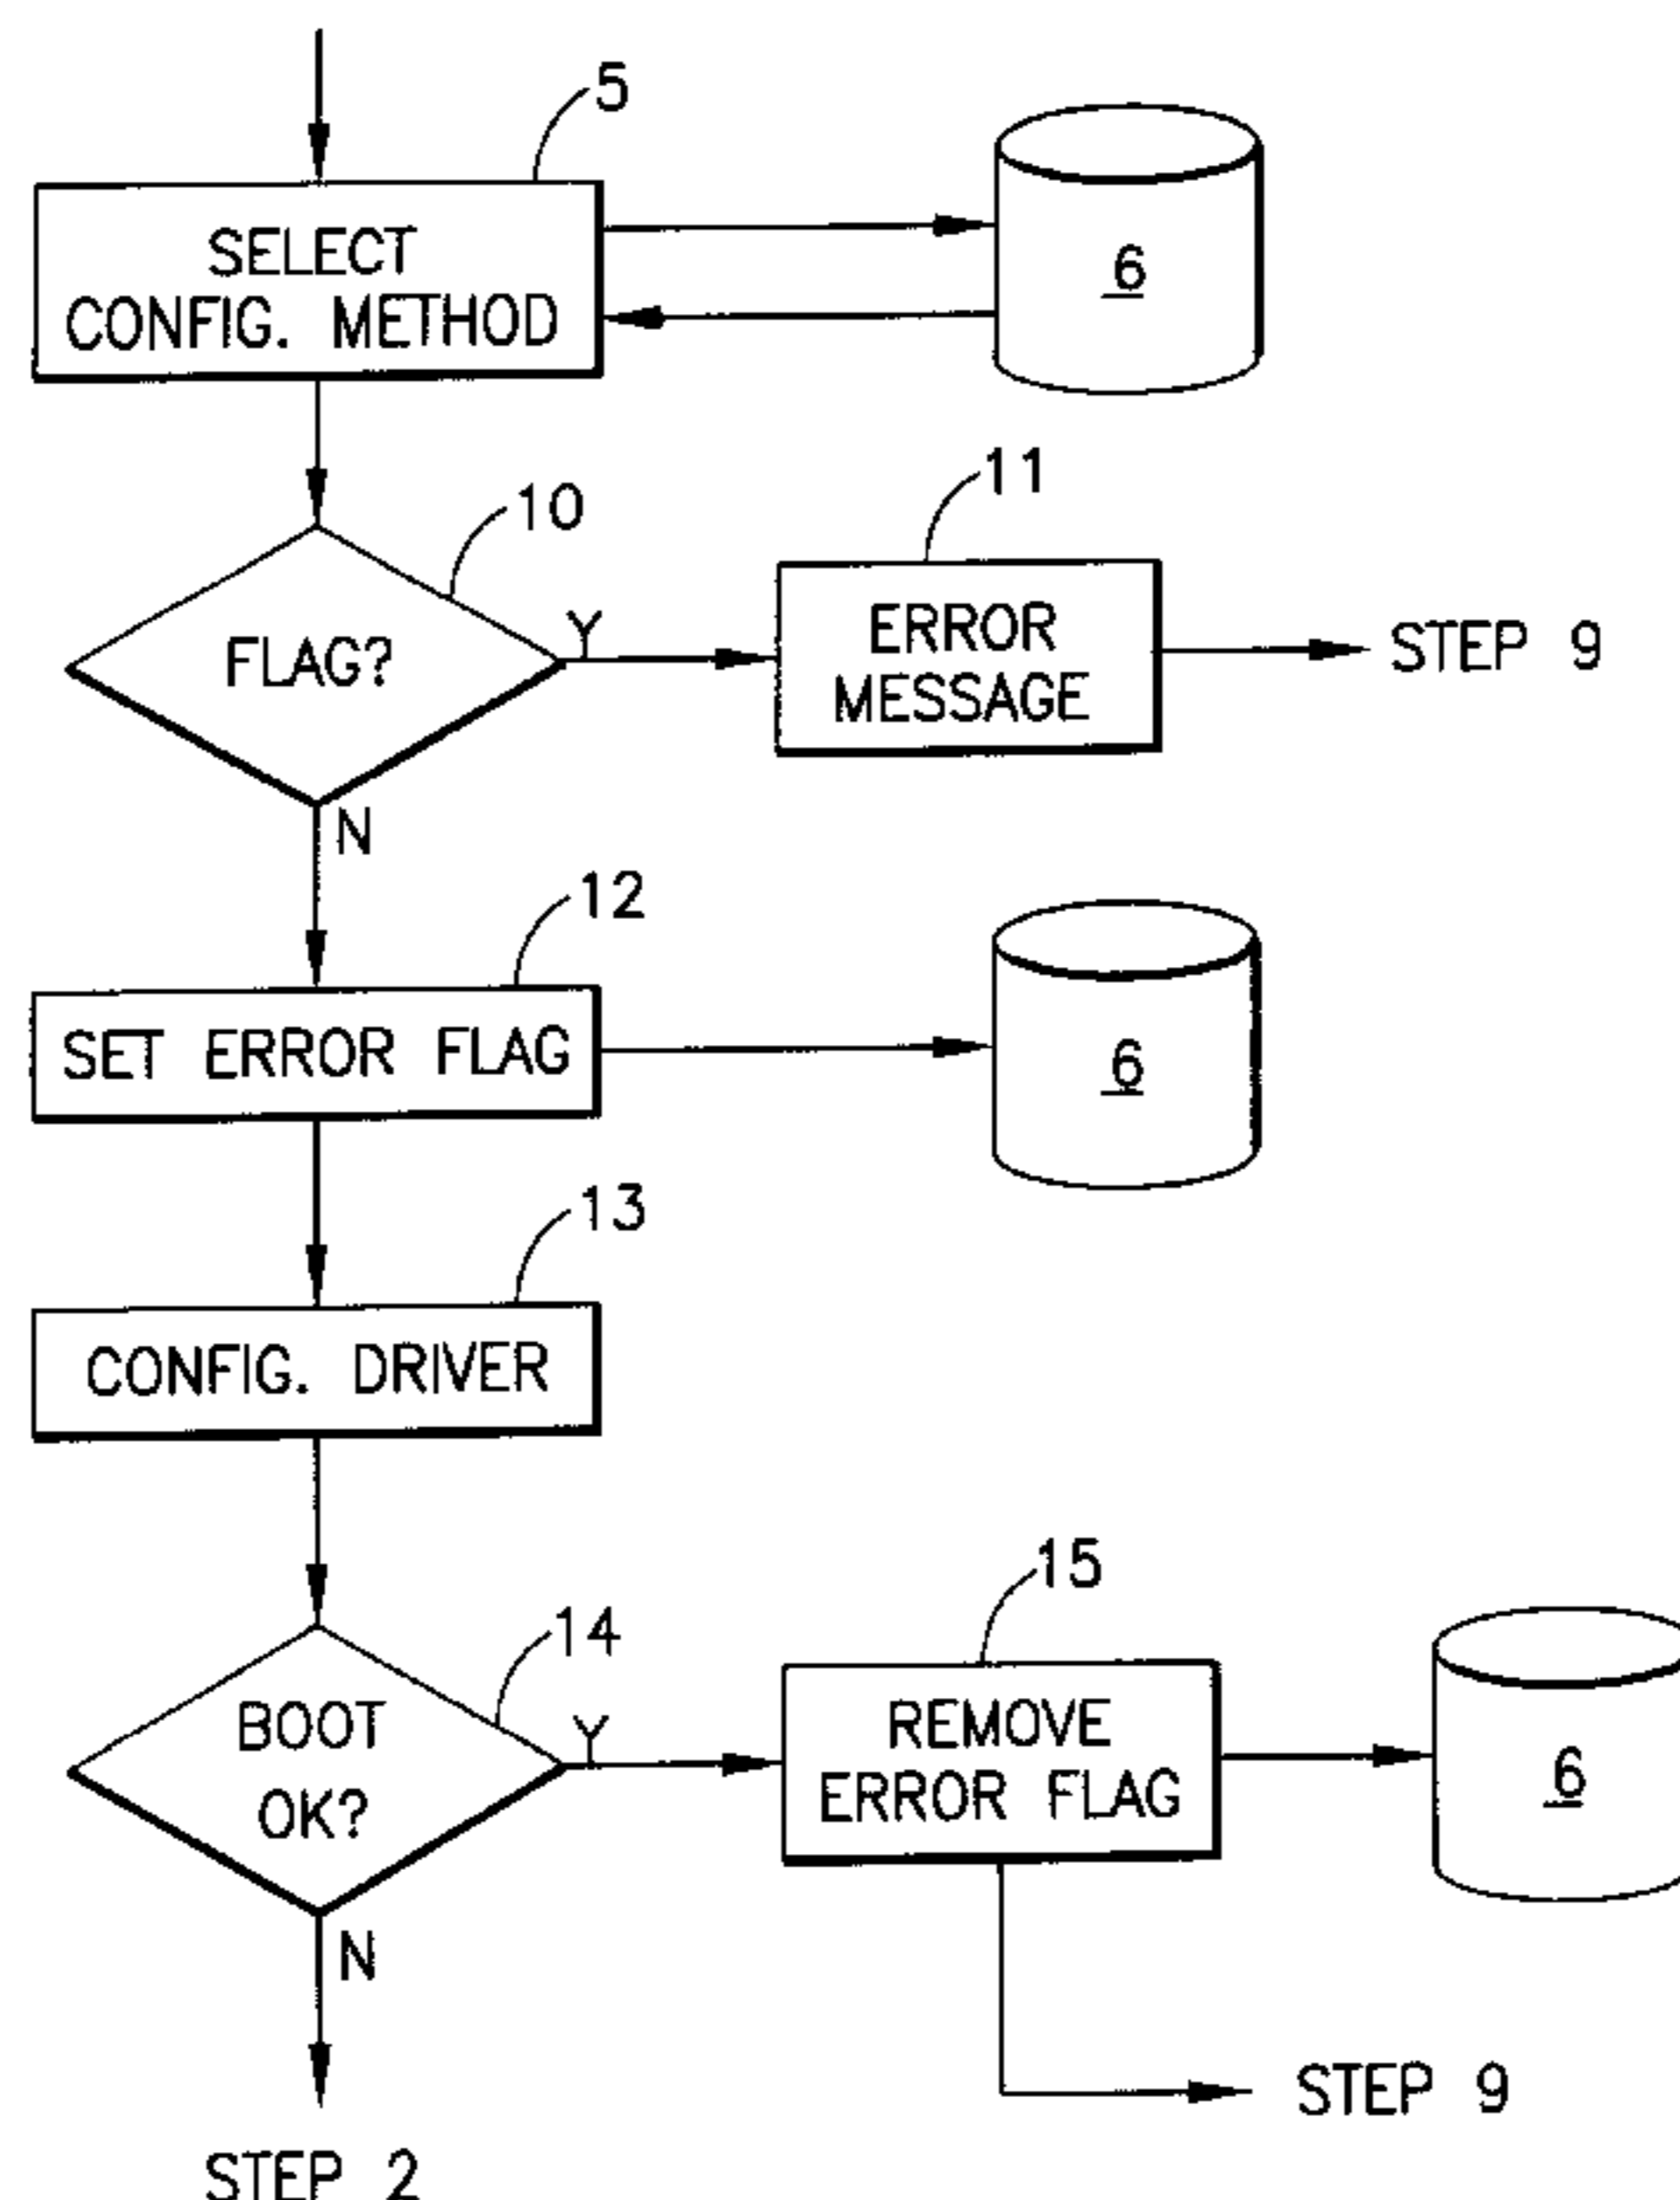 5
SELECT
CONFIG. METHOD
6
10
FLAG?
Y
N
11
ERROR
MESSAGE
STEP 9
12
SET ERROR FLAG
6
13
CONFIG. DRIVER
14
BOOT
OK?
Y
N
15
REMOVE
ERROR FLAG
6
STEP 9
STEP 2